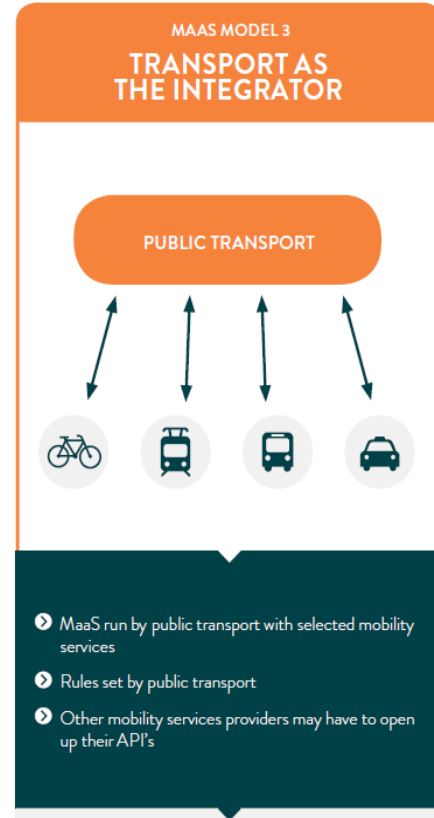 MAAS MODEL 3
TRANSPORT AS
THE INTEGRATOR
PUBLIC TRANSPORT
MaaS run by public transport with selected mobility
services
Rules set by public transport
Other mobility services providers may have to open
up their API's